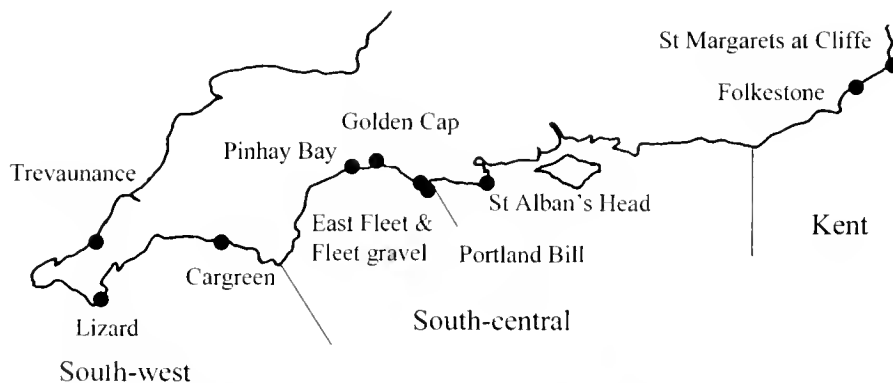 St Margarets at Cliffe
Folkestone
Golden Cap
Pinhay Bay
Trevaunance
St Alban's Head
East Fleet &
Fleet gravel
Portland Bill
Kent
Cargreen
Lizard
South-central
South-west